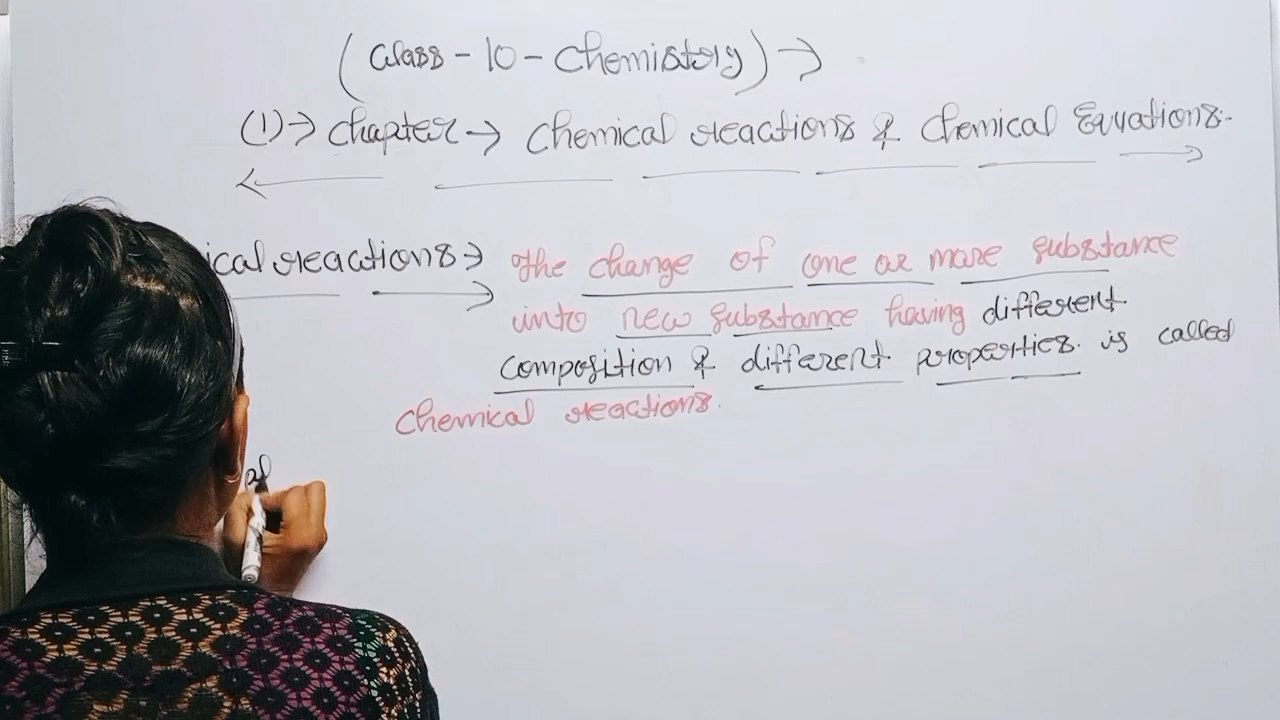 (Class - 10 - Chemistry) →
(1) → Chapter → Chemical reactions & Chemical Equations.
ical reactions → The change of one or more substance
into new substance having different
composition & different properties. is called
Chemical reactions.